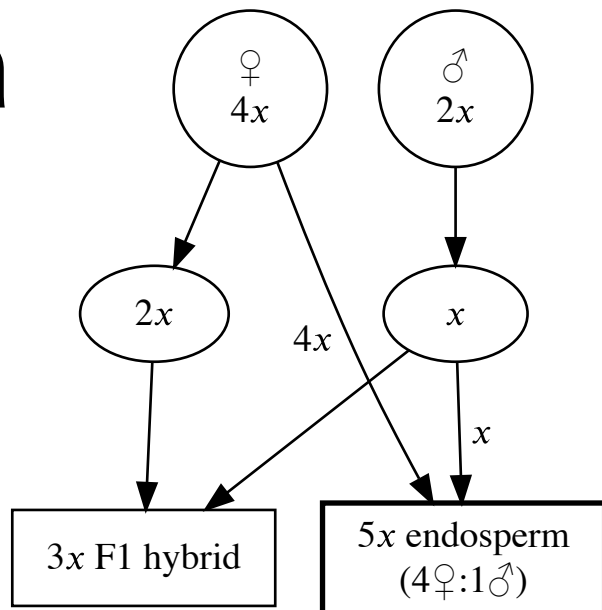 ♀
4x
♂
2x
2x
x
4x
x
3x F1 hybrid
5x endosperm
(4♀:1♂)